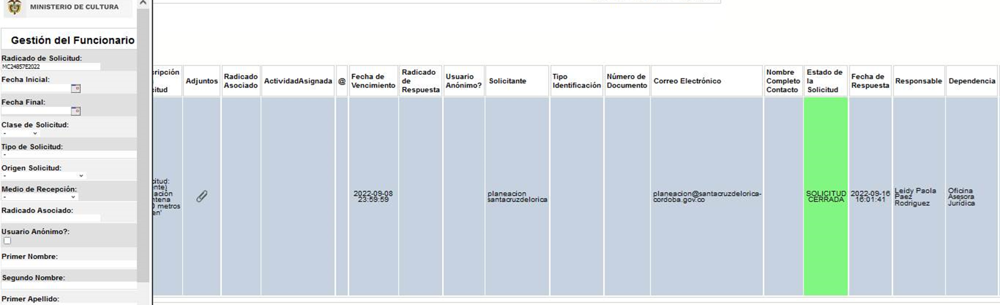 MINISTERIO DE CULTURA
Gestión del Funcionario
Radicado de Solicitud:
MC24857E2022
Fecha Inicial:
Fecha Final:
Clase de Solicitud:
-
Tipo de Solicitud:
-
Origen Solicitud:
-
Medio de Recepción:
-
Radicado Asociado:
Usuario Anónimo?:
Primer Nombre:
Segundo Nombre:
Primer Apellido:
cripción
citud
Adjuntos
Radicado
Asociado
ActividadAsignada
@
Fecha de
Vencimiento
Radicado
de
Respuesta
Usuario
Anónimo?
Solicitante
Tipo
Identificación
Número de
Documento
Correo Electrónico
Nombre
Completo
Contacto
Estado de
la
Solicitud
Fecha de
Respuesta
Responsable
Dependencia
citud:
ente)
ación
ntena
0 metros
en'
2022-09-08
23:59:59
planeacion
santacruzdelorica
planeacion@santacruzdelorica-
cordoba.gov.co
SOLICITUD
CERRADA
2022-09-16
16:01:41
Leidy Paola
Paez
Rodriguez
Oficina
Asesora
Jurídica